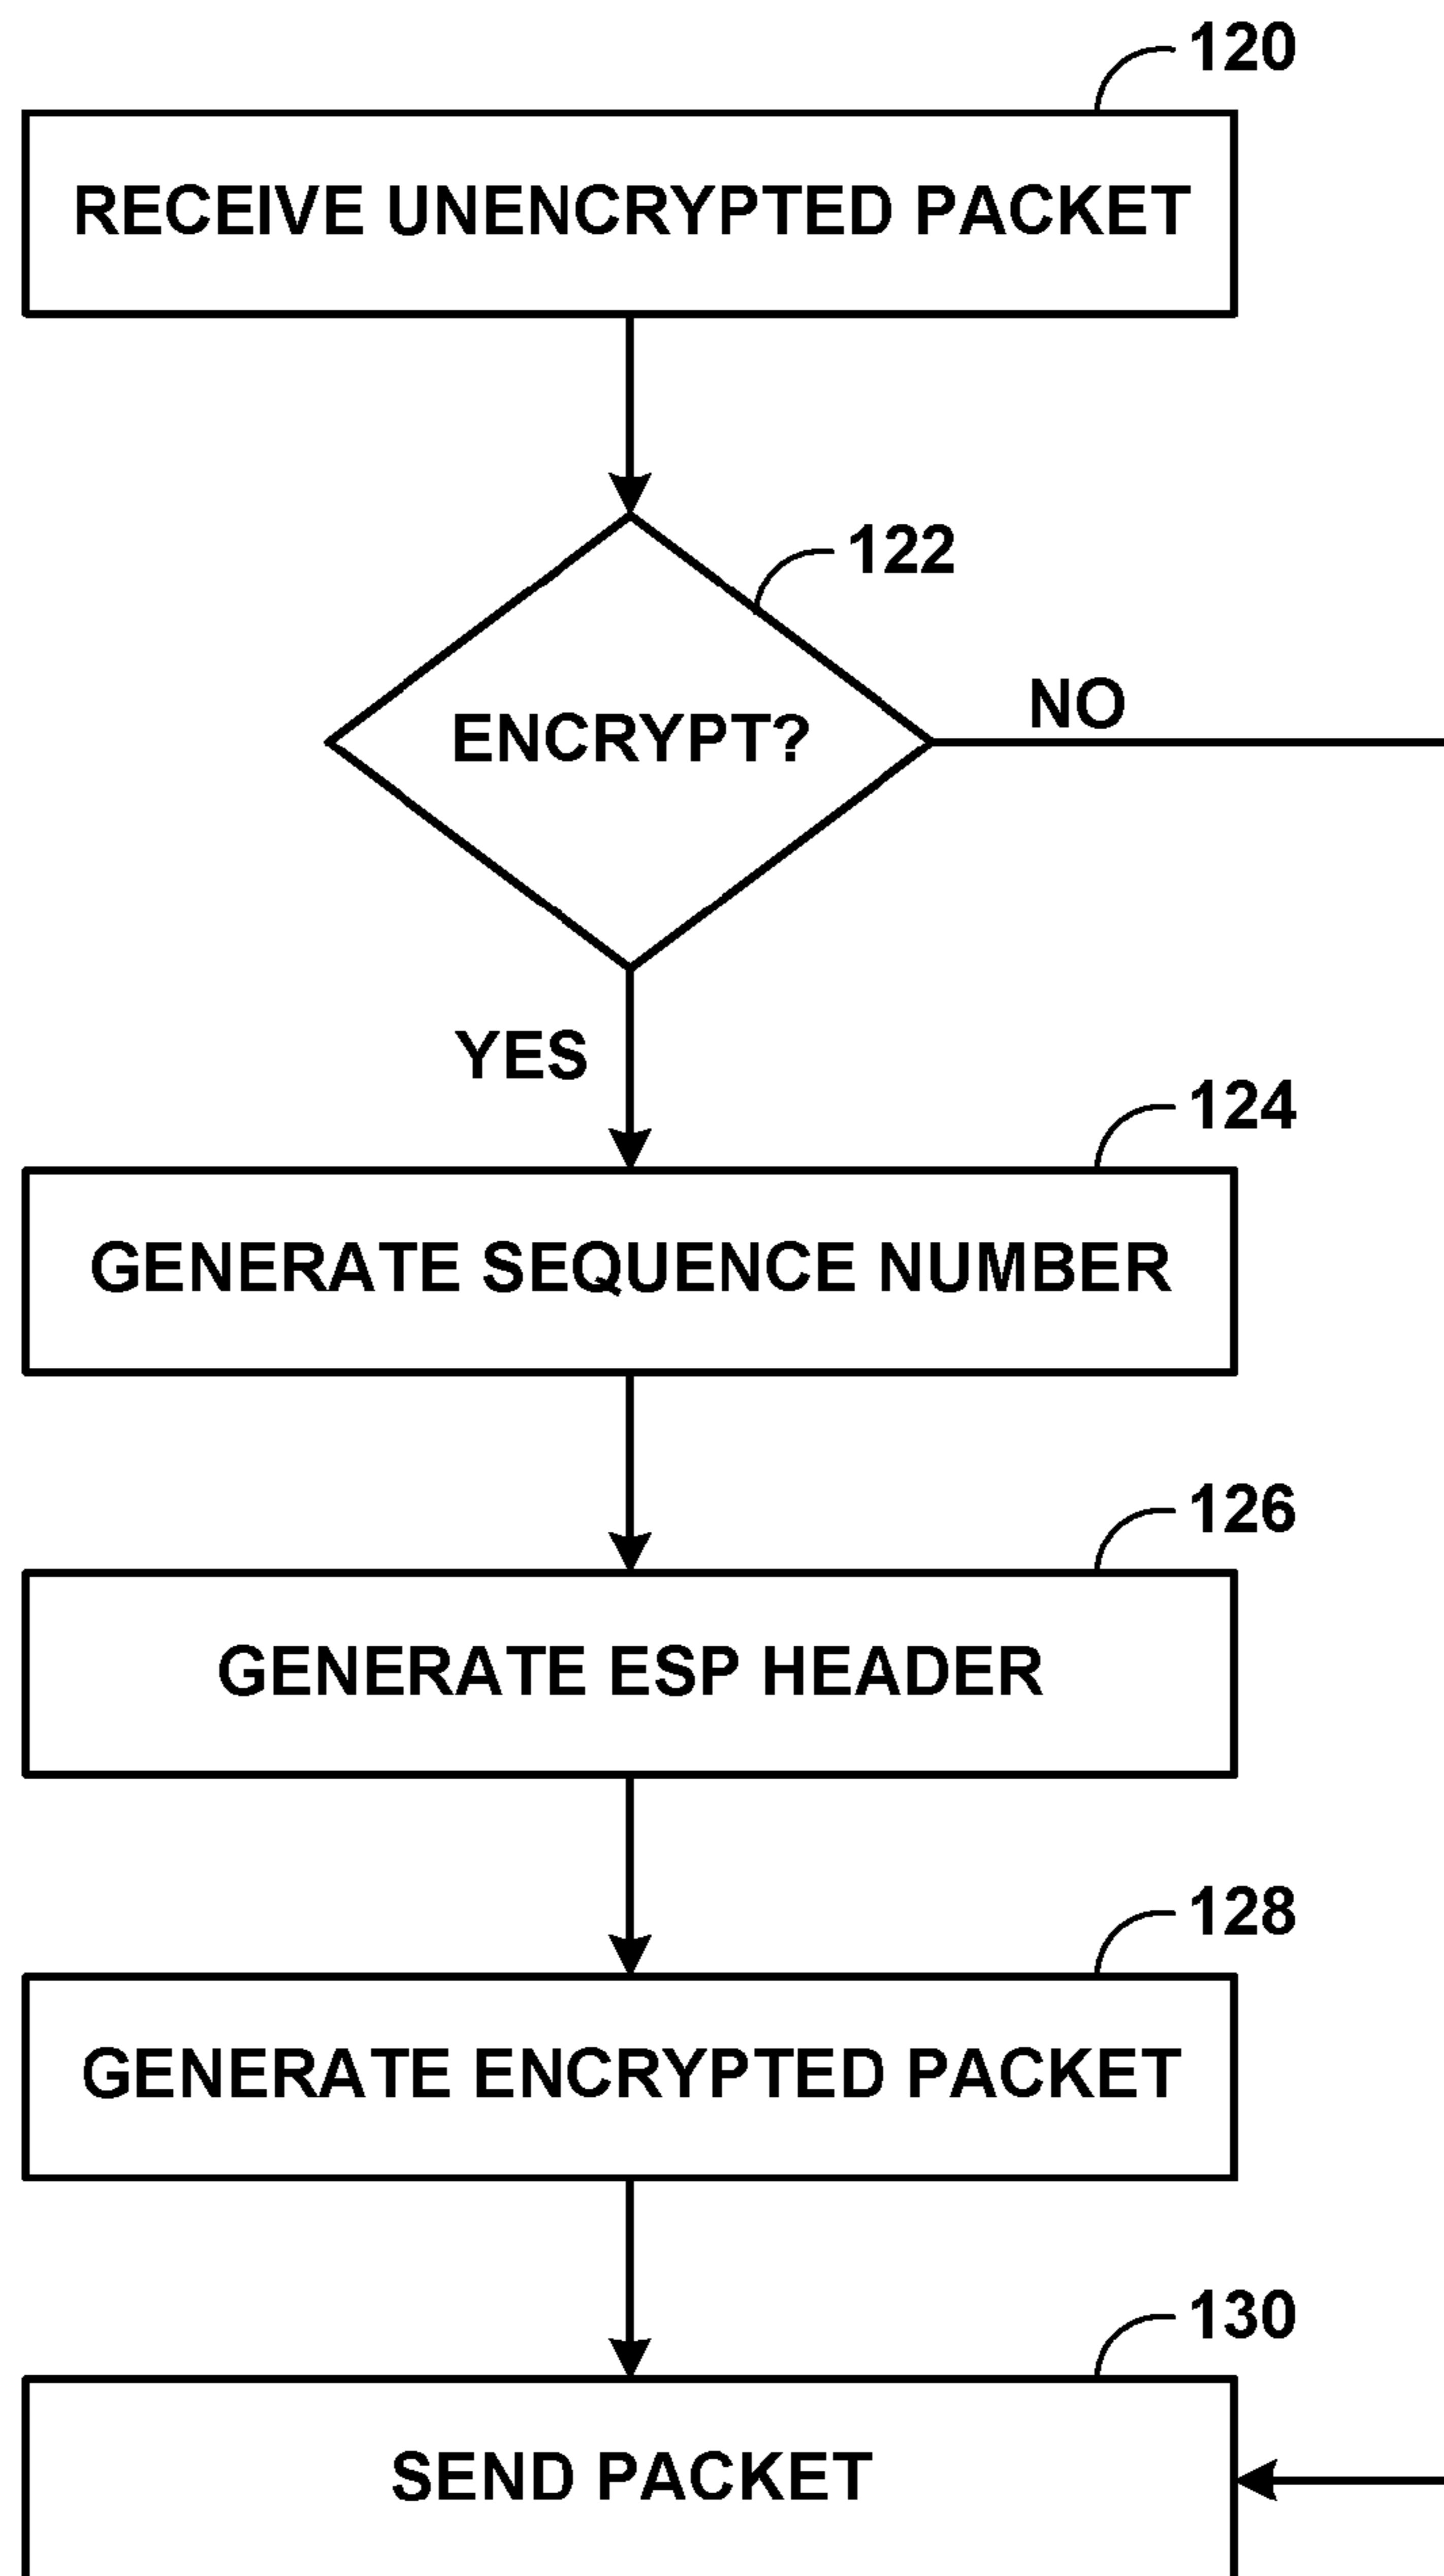 120
RECEIVE UNENCRYPTED PACKET
122
ENCRYPT?
NO
YES
124
GENERATE SEQUENCE NUMBER
126
GENERATE ESP HEADER
128
GENERATE ENCRYPTED PACKET
130
SEND PACKET